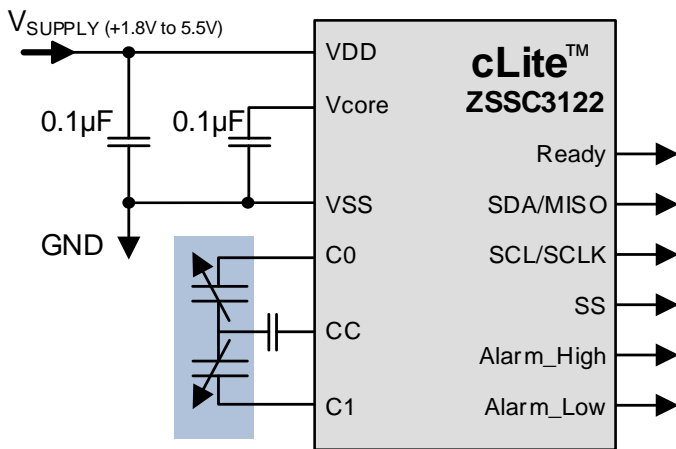 VSUPPLY (+1.8V to 5.5V)
cLite™
ZSSC3122
VDD
Vcore
0.1µF
0.1µF
Ready
VSS
SDA/MISO
GND
C0
SCL/SCLK
SS
CC
Alarm_High
C1
Alarm_Low